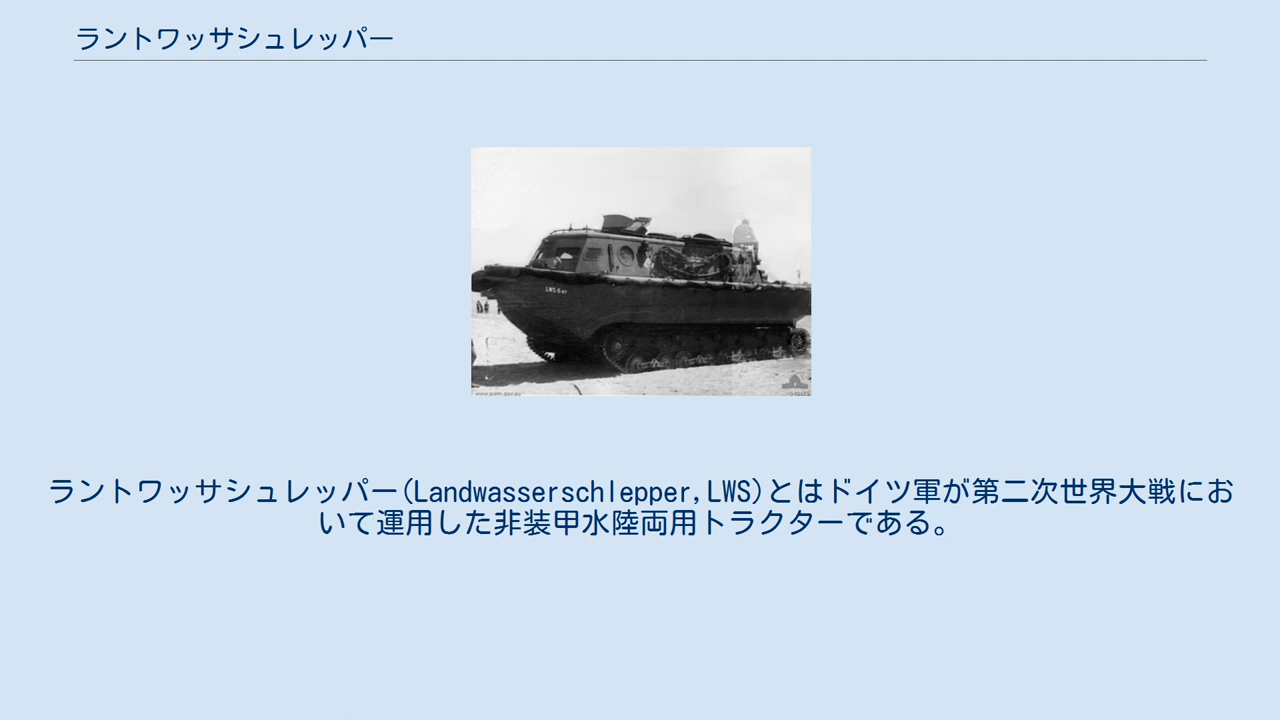 ラントワッサシュレッパー
LWS
ラントワッサシュレッパー(Landwasserschlepper,LWS)とはドイツ軍が第二次世界大戦にお
いて運用した非装甲水陸両用トラクターである。